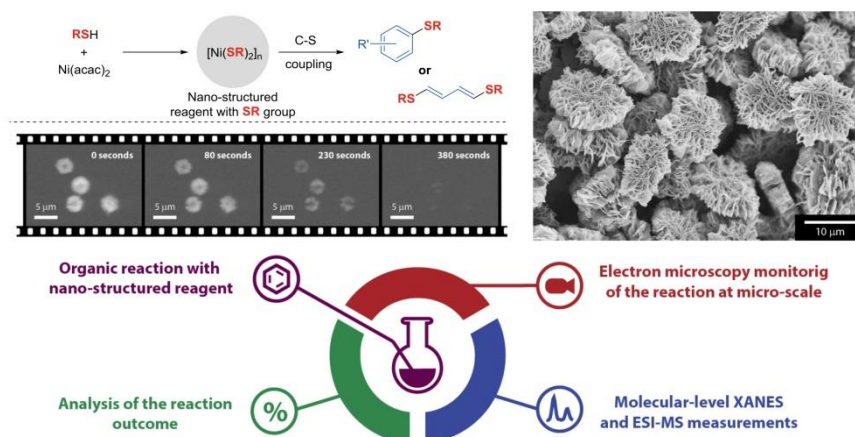 RSH
+
Ni(acac)2
[Ni(SR)2]n
Nano-structured
reagent with SR group
C-S
coupling
R'
SR
or
RS
SR
0 seconds
80 seconds
230 seconds
380 seconds
5 μm
5 μm
5 μm
5 μm
10 μm
Organic reaction with
nano-structured reagent
Electron microscopy monitorig
of the reaction at micro-scale
Analysis of the reaction
outcome
%
Molecular-level XANES
and ESI-MS measurements